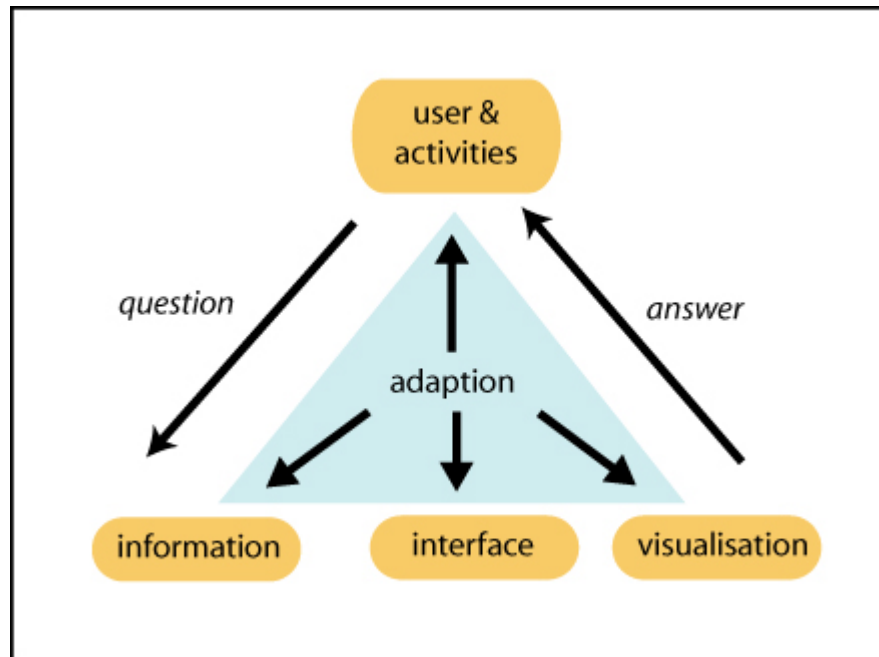 user &
activities
question
answer
adaption
information
interface
visualisation